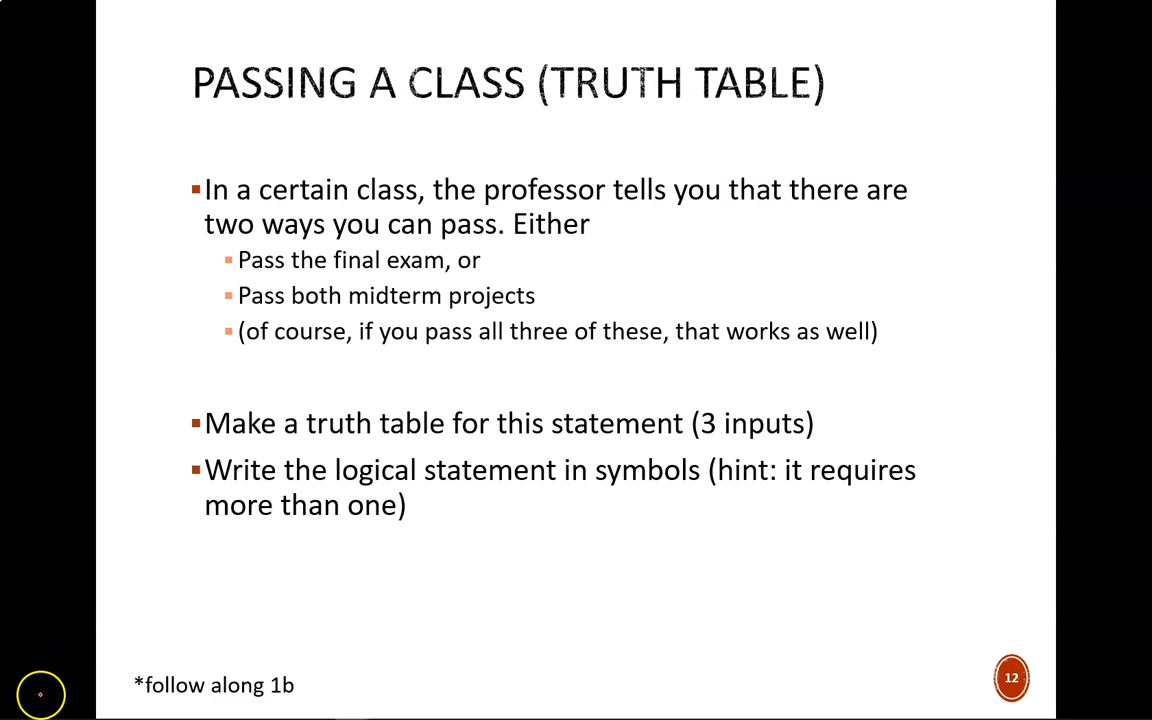 PASSING A CLASS (TRUTH TABLE)
In a certain class, the professor tells you that there are
two ways you can pass. Either
Pass the final exam, or
Pass both midterm projects
(of course, if you pass all three of these, that works as well)
Make a truth table for this statement (3 inputs)
Write the logical statement in symbols (hint: it requires
more than one)
*follow along 1b
12